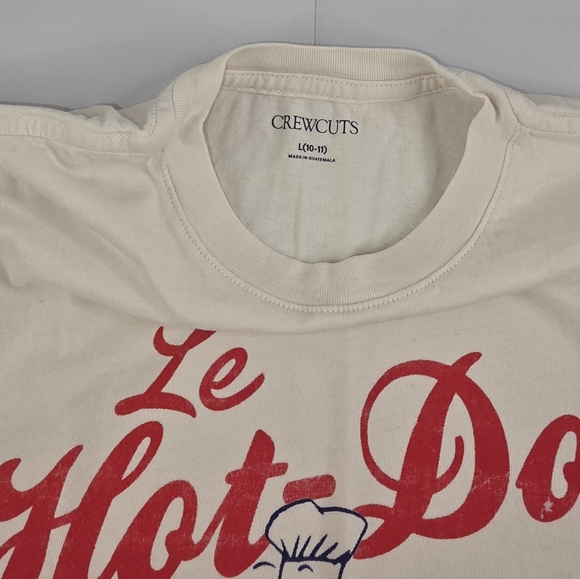 CREWCUTS
L(10-11)
MADE IN GUATEMALA
Le
Hot-Do